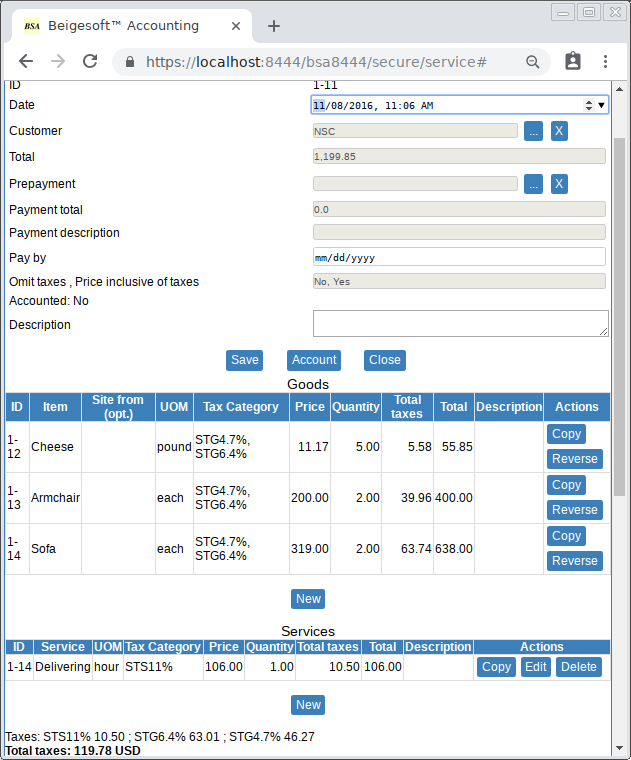 BSA Beigesoft™ Accounting
https://localhost:8444/bsa8444/secure/service#
ID 1-11
Date 11/08/2016, 11:06 AM
Customer NSC ... X
Total 1,199.85
Prepayment ... X
Payment total 0.0
Payment description
Pay by mm/dd/yyyy
Omit taxes , Price inclusive of taxes No, Yes
Accounted: No
Description
Save Account Close
Goods
ID Item Site from (opt.) UOM Tax Category Price Quantity Total taxes Total Description Actions
1-12 Cheese pound STG4.7%, STG6.4% 11.17 5.00 5.58 55.85 Copy Reverse
1-13 Armchair each STG4.7%, STG6.4% 200.00 2.00 39.96 400.00 Copy Reverse
1-14 Sofa each STG4.7%, STG6.4% 319.00 2.00 63.74 638.00 Copy Reverse
New
Services
ID Service UOM Tax Category Price Quantity Total taxes Total Description Actions
1-14 Delivering hour STS11% 106.00 1.00 10.50 106.00 Copy Edit Delete
New
Taxes: STS11% 10.50 ; STG6.4% 63.01 ; STG4.7% 46.27
Total taxes: 119.78 USD